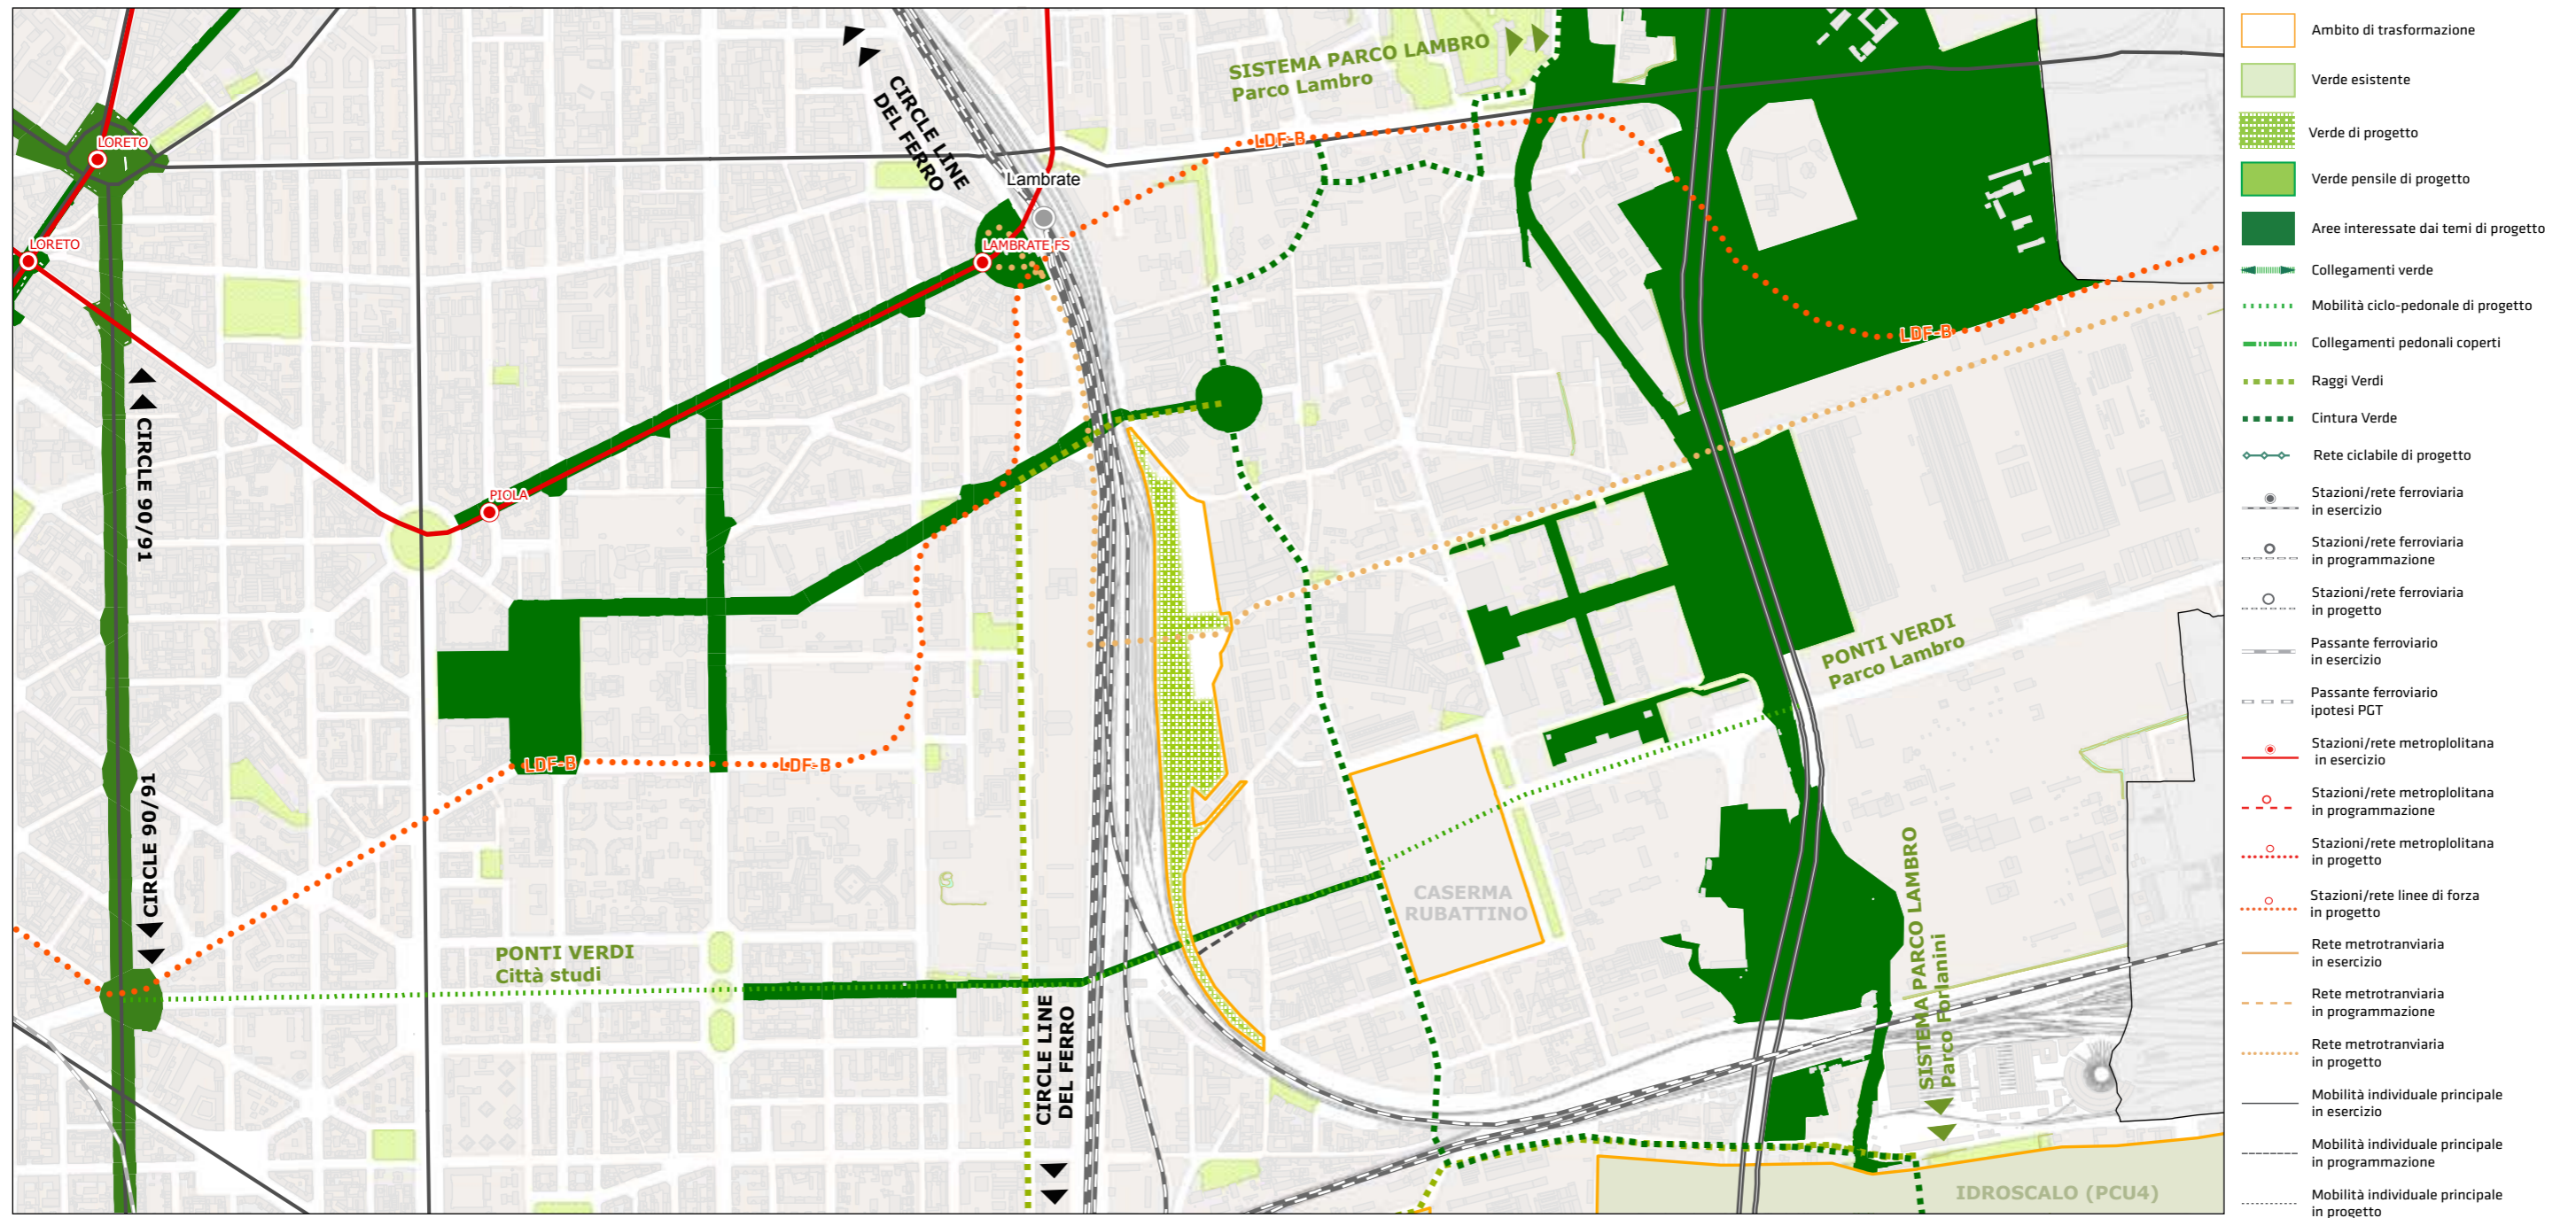 SISTEMA PARCO LAMBRO
Parco Lambro
CIRCLE LINE
DEL FERRO
LORETO
LDF-B
Lambrate
LORETO
LAMBRATE FS
LDF-B
CIRCLE 90/91
PIOLA
PONTI VERDI
Parco Lambro
LDF-B
LDF-B
CIRCLE 90/91
CASERMA
RUBATTINO
SISTEMA PARCO LAMBRO
Parco Forlanini
PONTI VERDI
Città studi
CIRCLE LINE
DEL FERRO
IDROSCALO (PCU4)
Ambito di trasformazione
Verde esistente
Verde di progetto
Verde pensile di progetto
Aree interessate dai temi di progetto
Collegamenti verde
Mobilità ciclo-pedonale di progetto
Collegamenti pedonali coperti
Raggi Verdi
Cintura Verde
Rete ciclabile di progetto
Stazioni/rete ferroviaria
in esercizio
Stazioni/rete ferroviaria
in programmazione
Stazioni/rete ferroviaria
in progetto
Passante ferroviario
in esercizio
Passante ferroviario
ipotesi PGT
Stazioni/rete metroplolitana
in esercizio
Stazioni/rete metroplolitana
in programmazione
Stazioni/rete metroplolitana
in progetto
Stazioni/rete linee di forza
in progetto
Rete metrotranviaria
in esercizio
Rete metrotranviaria
in programmazione
Rete metrotranviaria
in progetto
Mobilità individuale principale
in esercizio
Mobilità individuale principale
in programmazione
Mobilità individuale principale
in progetto